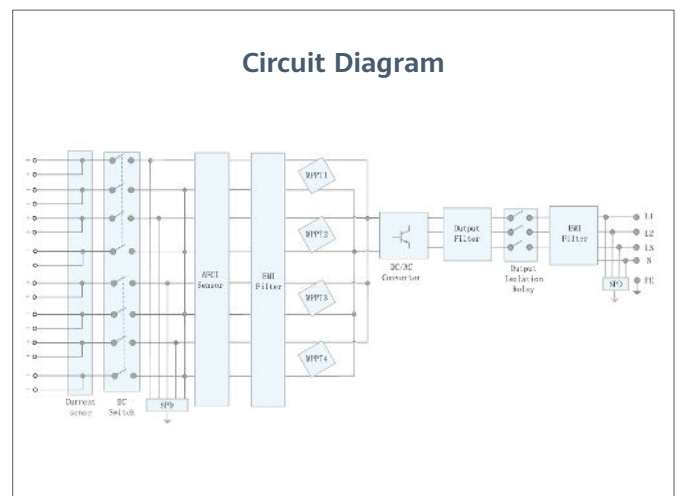 Circuit Diagram
MPPT1
MPPT2
MPPT3
MPPT4
AFCI
Sensor
EMI
Filter
DC/AC
Converter
Output
Filter
Output
Isolation
Relay
EMI
Filter
L1
L2
L3
N
PE
SPD
Current
sensor
DC
Switch
SPD